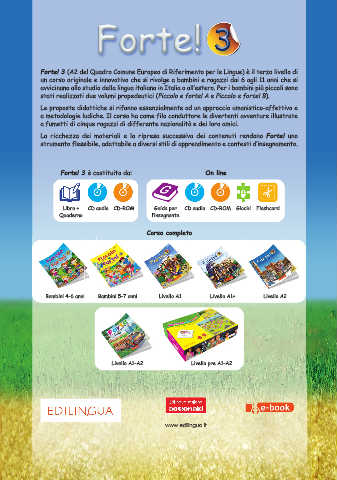 Forte! 3
Forte! 3 (A2 del Quadro Comune Europeo di Riferimento per le Lingue) è il terzo livello di
un corso originale e innovativo che si rivolge a bambini e ragazzi dai 6 agli 11 anni che si
avvicinano allo studio della lingua italiana in Italia o all'estero. Per i bambini più piccoli sono
stati realizzati due volumi propedeutici (Piccolo e forte! A e Piccolo e forte! B).
Le proposte didattiche si rifanno essenzialmente ad un approccio umanistico-affettivo e
a metodologie ludiche. Il corso ha come filo conduttore le divertenti avventure illustrate
a fumetti di cinque ragazzi di differente nazionalità e dei loro amici.
La ricchezza dei materiali e la ripresa successiva dei contenuti rendono Forte! uno
strumento flessibile, adattabile a diversi stili di apprendimento e contesti d'insegnamento.
Forte! 3 è costituito da:
On line
Libro + Quaderno
CD audio
CD-ROM
Guida per l'insegnante
CD audio
CD-ROM
Giochi
Flashcard
Corso completo
Bambini 4-6 anni
Bambini 5-7 anni
Livello A1
Livello A1+
Livello A2
Livello A1-A2
Livello pre A1-A2
EDILINGUA
www.edilingua.it
e-book